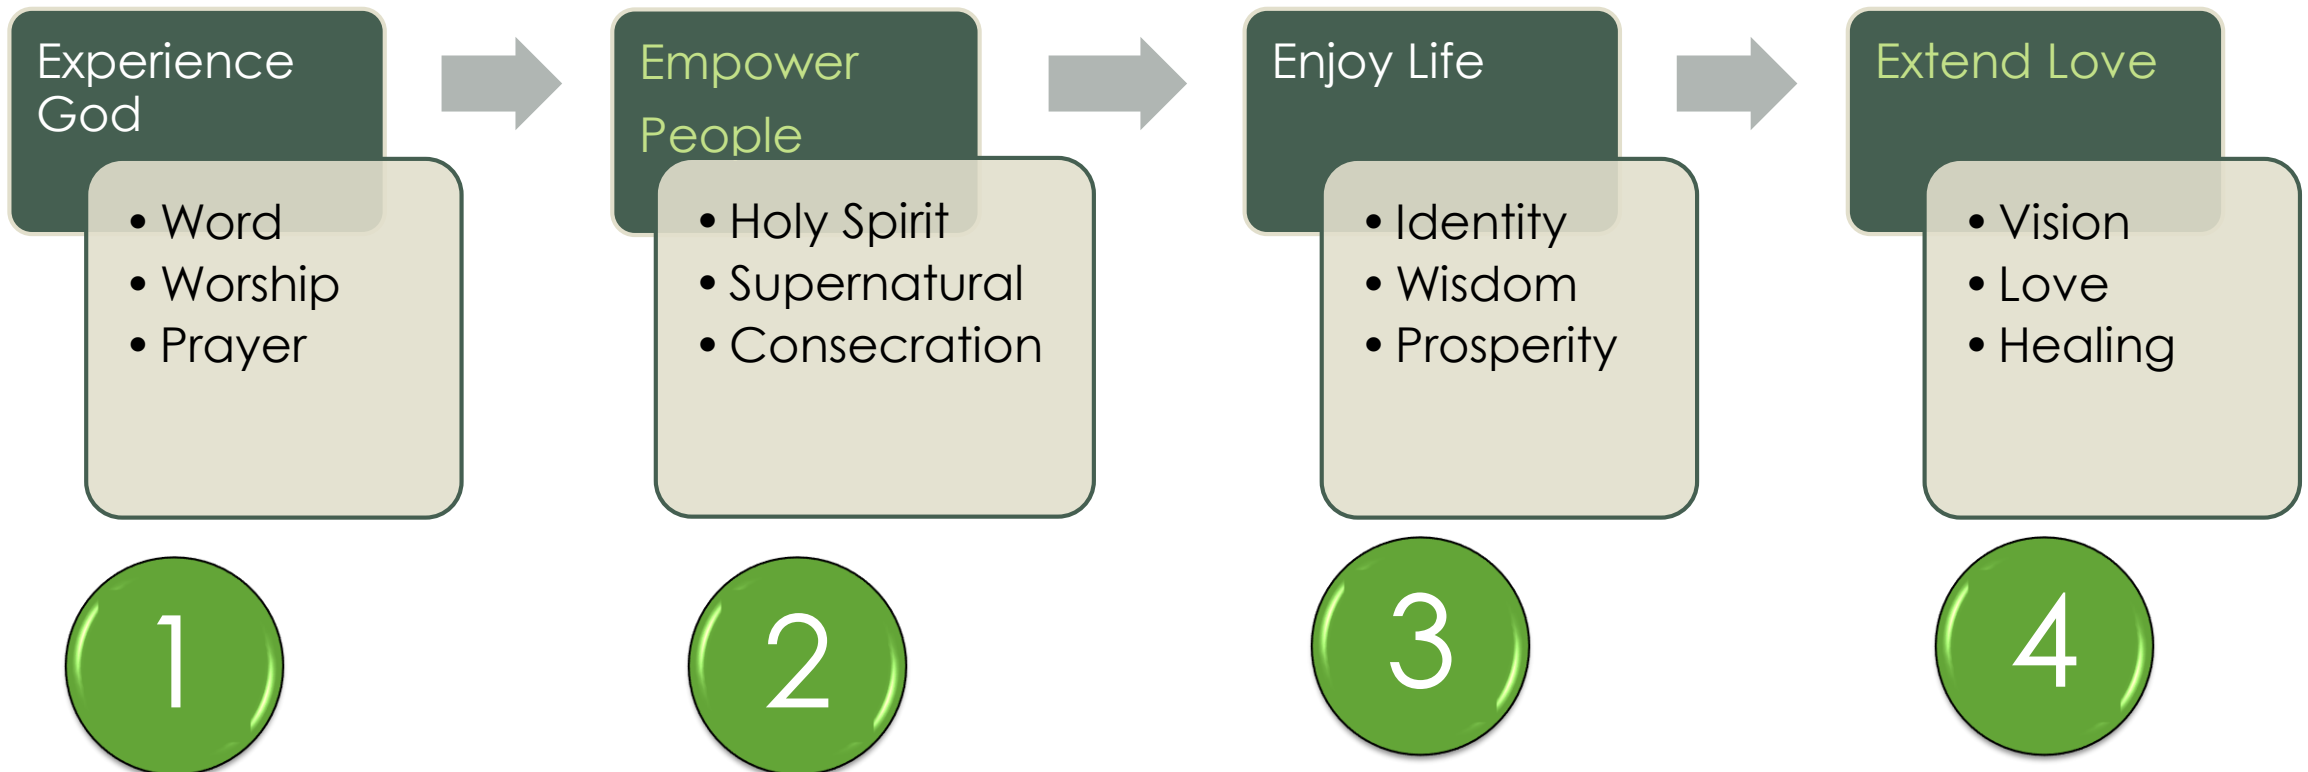 Experience
God
• Word
• Worship
• Prayer
Empower
People
• Holy Spirit
• Supernatural
• Consecration
Enjoy Life
• Identity
• Wisdom
• Prosperity
Extend Love
• Vision
• Love
• Healing
1
2
3
4